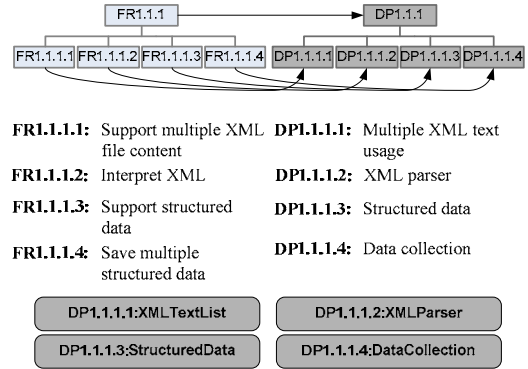 FR1.1.1
DP1.1.1
FR1.1.1.1
FR1.1.1.2
FR1.1.1.3
FR1.1.1.4
DP1.1.1.1
DP1.1.1.2
DP1.1.1.3
DP1.1.1.4
FR1.1.1.1: Support multiple XML
file content
FR1.1.1.2: Interpret XML
FR1.1.1.3: Support structured
data
FR1.1.1.4: Save multiple
structured data
DP1.1.1.1: Multiple XML text
usage
DP1.1.1.2: XML parser
DP1.1.1.3: Structured data
DP1.1.1.4: Data collection
DP1.1.1.1:XMLTextList
DP1.1.1.2:XMLParser
DP1.1.1.3:StructuredData
DP1.1.1.4:DataCollection